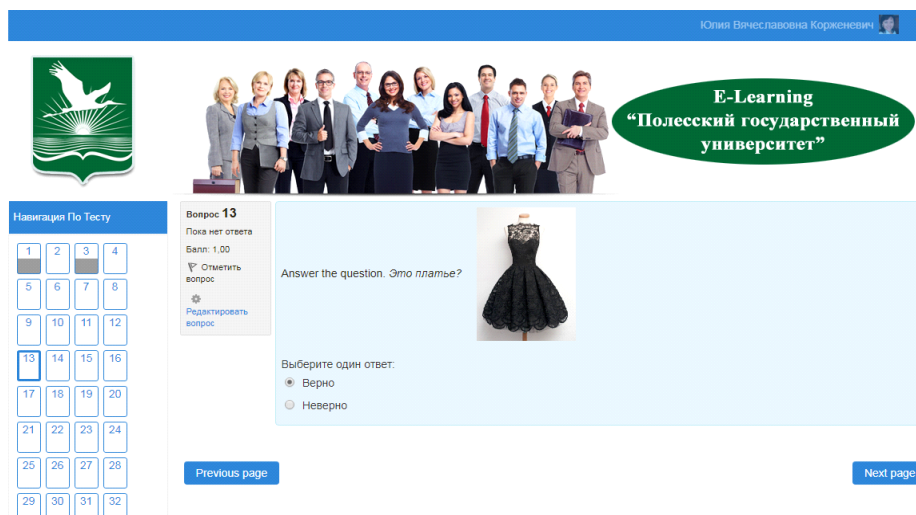 Юлия Вячеславовна Корженевич
E-Learning
“Полесский государственный
университет”
Навигация По Тесту
1 2 3 4
5 6 7 8
9 10 11 12
13 14 15 16
17 18 19 20
21 22 23 24
25 26 27 28
29 30 31 32
Вопрос 13
Пока нет ответа
Балл: 1,00
Отметить
вопрос
Редактировать
вопрос
Answer the question. Это платье?
Выберите один ответ:
Верно
Неверно
Previous page
Next page